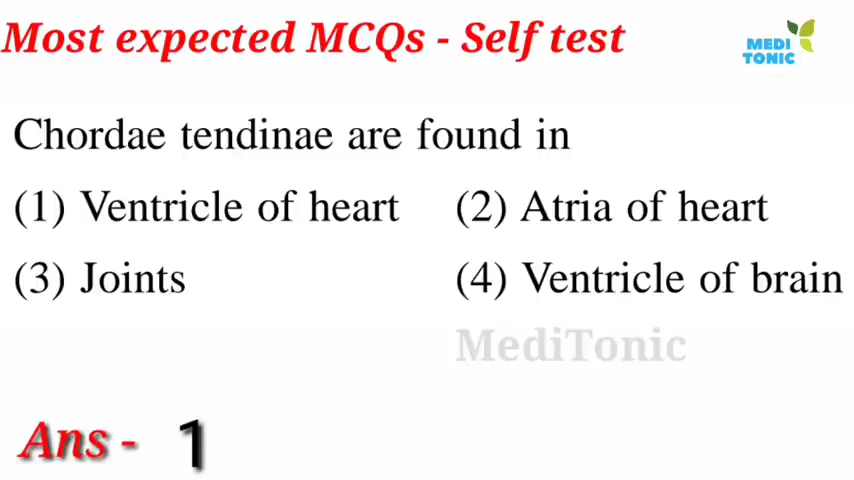 Most expected MCQs - Self test
MEDI
TONIC
Chordae tendinae are found in
(1) Ventricle of heart (2) Atria of heart
(3) Joints (4) Ventricle of brain
MediTonic
Ans - 1